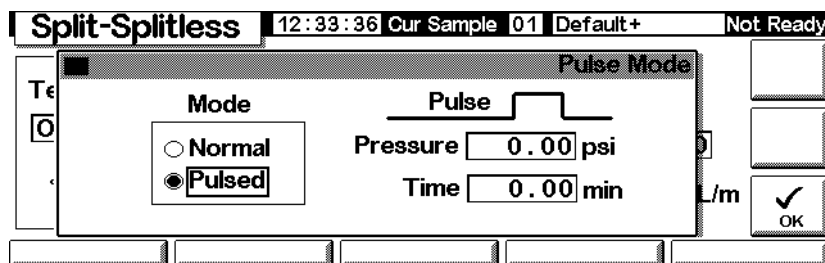 Split-Splitless 12:33:36 Cur Sample 01 Default+ Not Ready
Pulse Mode
Mode
Normal
Pulsed
Pulse
Pressure 0.00 psi
Time 0.00 min
L/m
OK